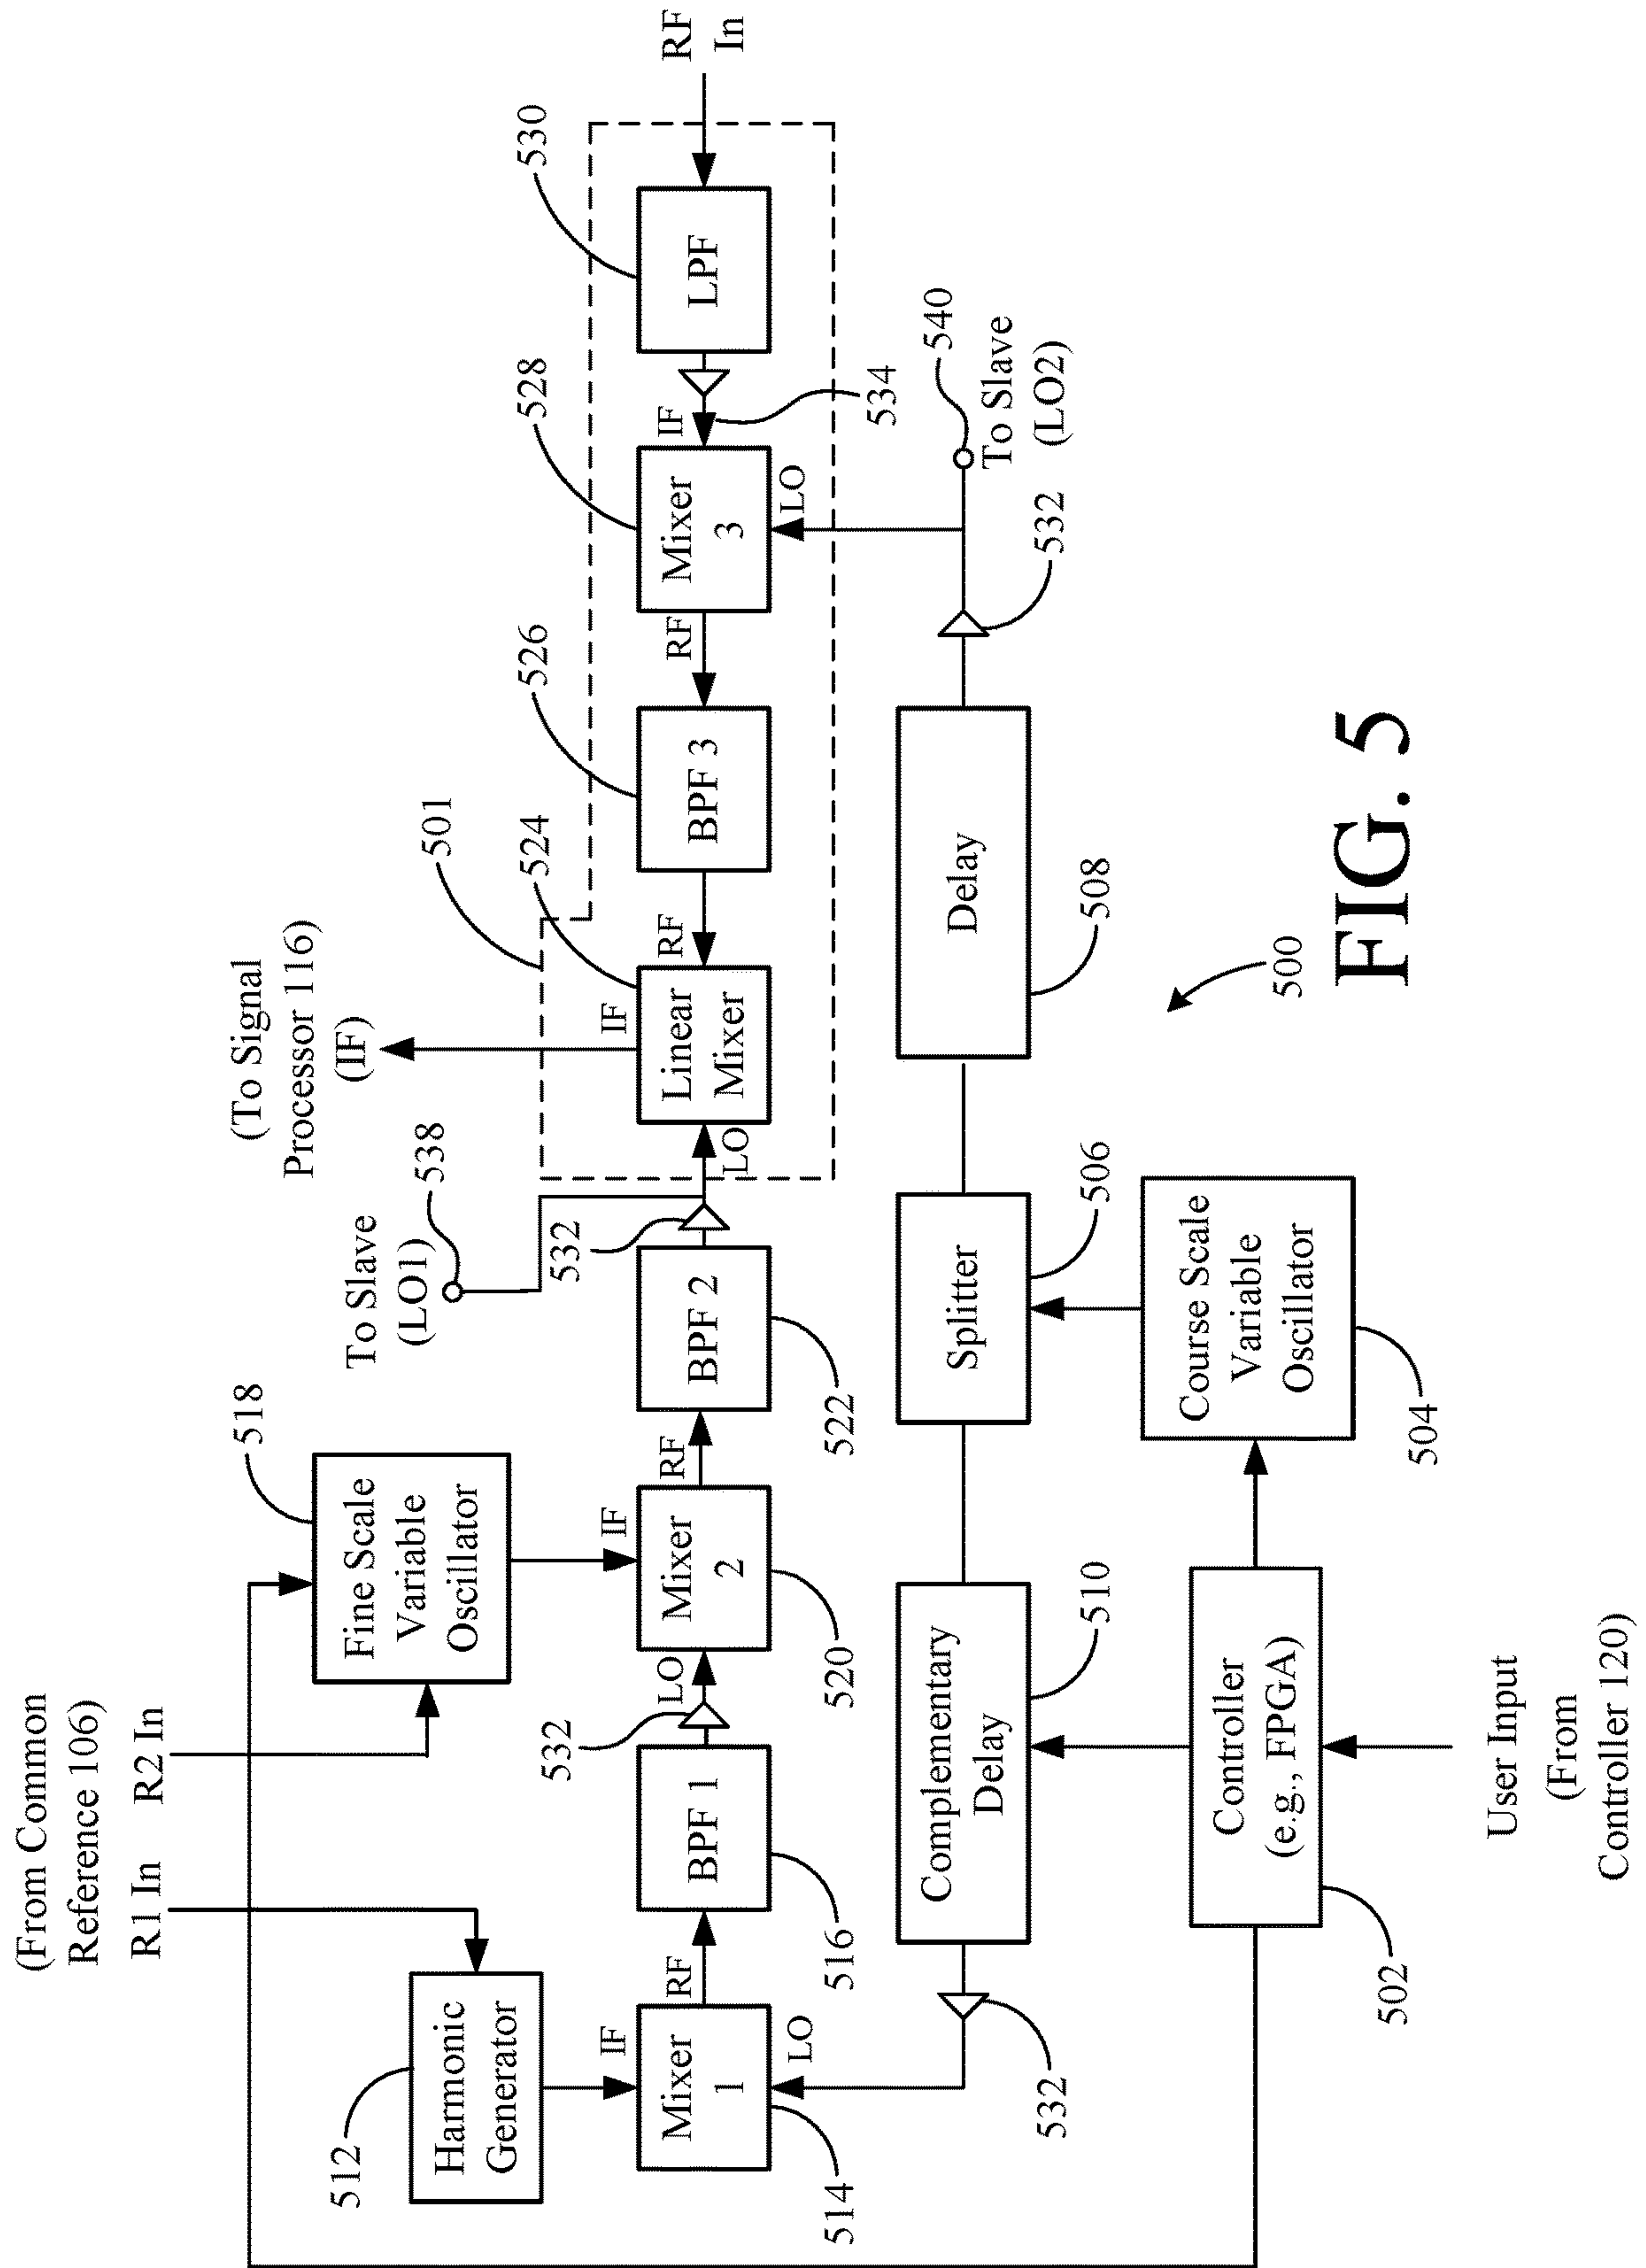 (From Common
Reference 106)
R1 In
R2 In
512
Harmonic
Generator
518
Fine Scale
Variable
Oscillator
To Slave
(LO1)
538
(To Signal
Processor 116)
(IF)
501
524
526
528
530
IF
Mixer
1
LO
514
RF
BPF 1
516
532
LO
IF
Mixer
2
520
RF
BPF 2
522
532
LO
IF
Linear
Mixer
RF
BPF 3
RF
Mixer
3
LO
IF
534
LPF
RF
In
532
Complementary
Delay
510
Splitter
506
Delay
508
532
540
To Slave
(LO2)
Controller
(e.g., FPGA)
502
Course Scale
Variable
Oscillator
504
User Input
(From
Controller 120)
500
FIG. 5